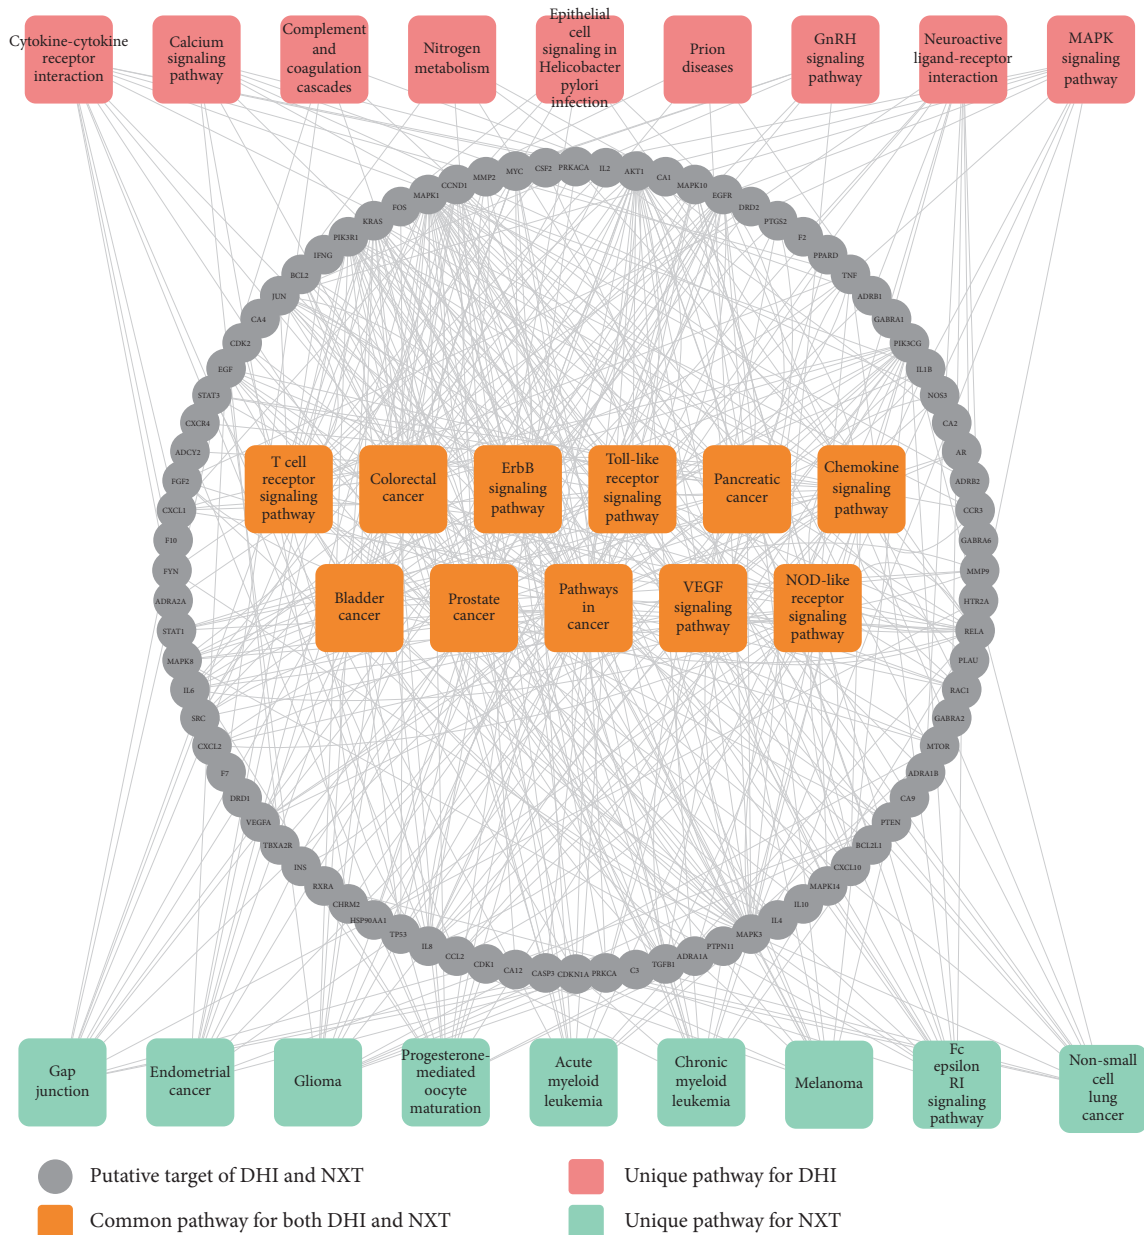 Cytokine-cytokine
receptor
interaction
Calcium
signaling
pathway
Complement
and
coagulation
cascades
Nitrogen
metabolism
Epithelial
cell
signaling in
Helicobacter
pylori
infection
Prion
diseases
GnRH
signaling
pathway
Neuroactive
ligand-receptor
interaction
MAPK
signaling
pathway
PRKACA
IL2
AKT1
CA1
MAPK10
EGFR
DRD2
PTGS2
F2
PPARD
TNF
ADRB1
GABRA1
PIK3CG
IL1B
NOS3
CA2
AR
ADRB2
CCR3
GABRA6
MMP9
HTR2A
RELA
PLAU
RAC1
GABRA2
MTOR
ADRA1B
CA9
PTEN
BCL2L1
CXCL10
MAPK14
IL10
IL4
MAPK3
PTPN11
ADRA1A
TGFB1
C3
PRKCA
CDKN1A
CASP3
CA12
CDK1
CCL2
IL8
TP53
HSP90AA1
CHRM2
RXRA
INS
TBXA2R
VEGFA
DRD1
F7
CXCL2
SRC
IL6
MAPK8
STAT1
ADRA2A
FYN
F10
CXCL1
FGF2
ADCY2
CXCR4
STAT3
EGF
CDK2
CA4
JUN
BCL2
IFNG
PIK3R1
KRAS
FOS
MAPK1
CCND1
MMP2
MYC
CSF2
T cell
receptor
signaling
pathway
Colorectal
cancer
ErbB
signaling
pathway
Toll-like
receptor
signaling
pathway
Pancreatic
cancer
Chemokine
signaling
pathway
Bladder
cancer
Prostate
cancer
Pathways
in
cancer
VEGF
signaling
pathway
NOD-like
receptor
signaling
pathway
Gap
junction
Endometrial
cancer
Glioma
Progesterone-
mediated
oocyte
maturation
Acute
myeloid
leukemia
Chronic
myeloid
leukemia
Melanoma
Fc
epsilon
RI
signaling
pathway
Non-small
cell
lung
cancer
Putative target of DHI and NXT
Unique pathway for DHI
Common pathway for both DHI and NXT
Unique pathway for NXT